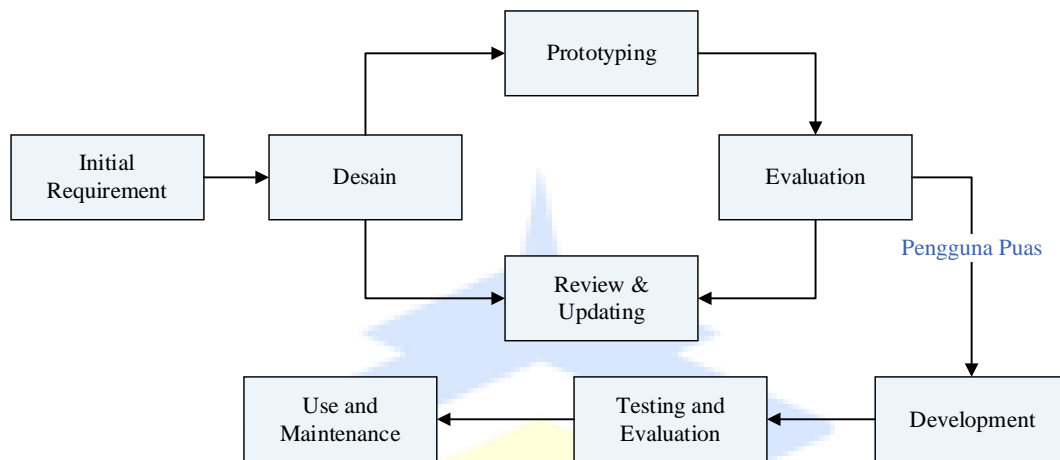 Prototyping
Initial
Requirement
Desain
Evaluation
Pengguna Puas
Review &
Updating
Use and
Maintenance
Testing and
Evaluation
Development